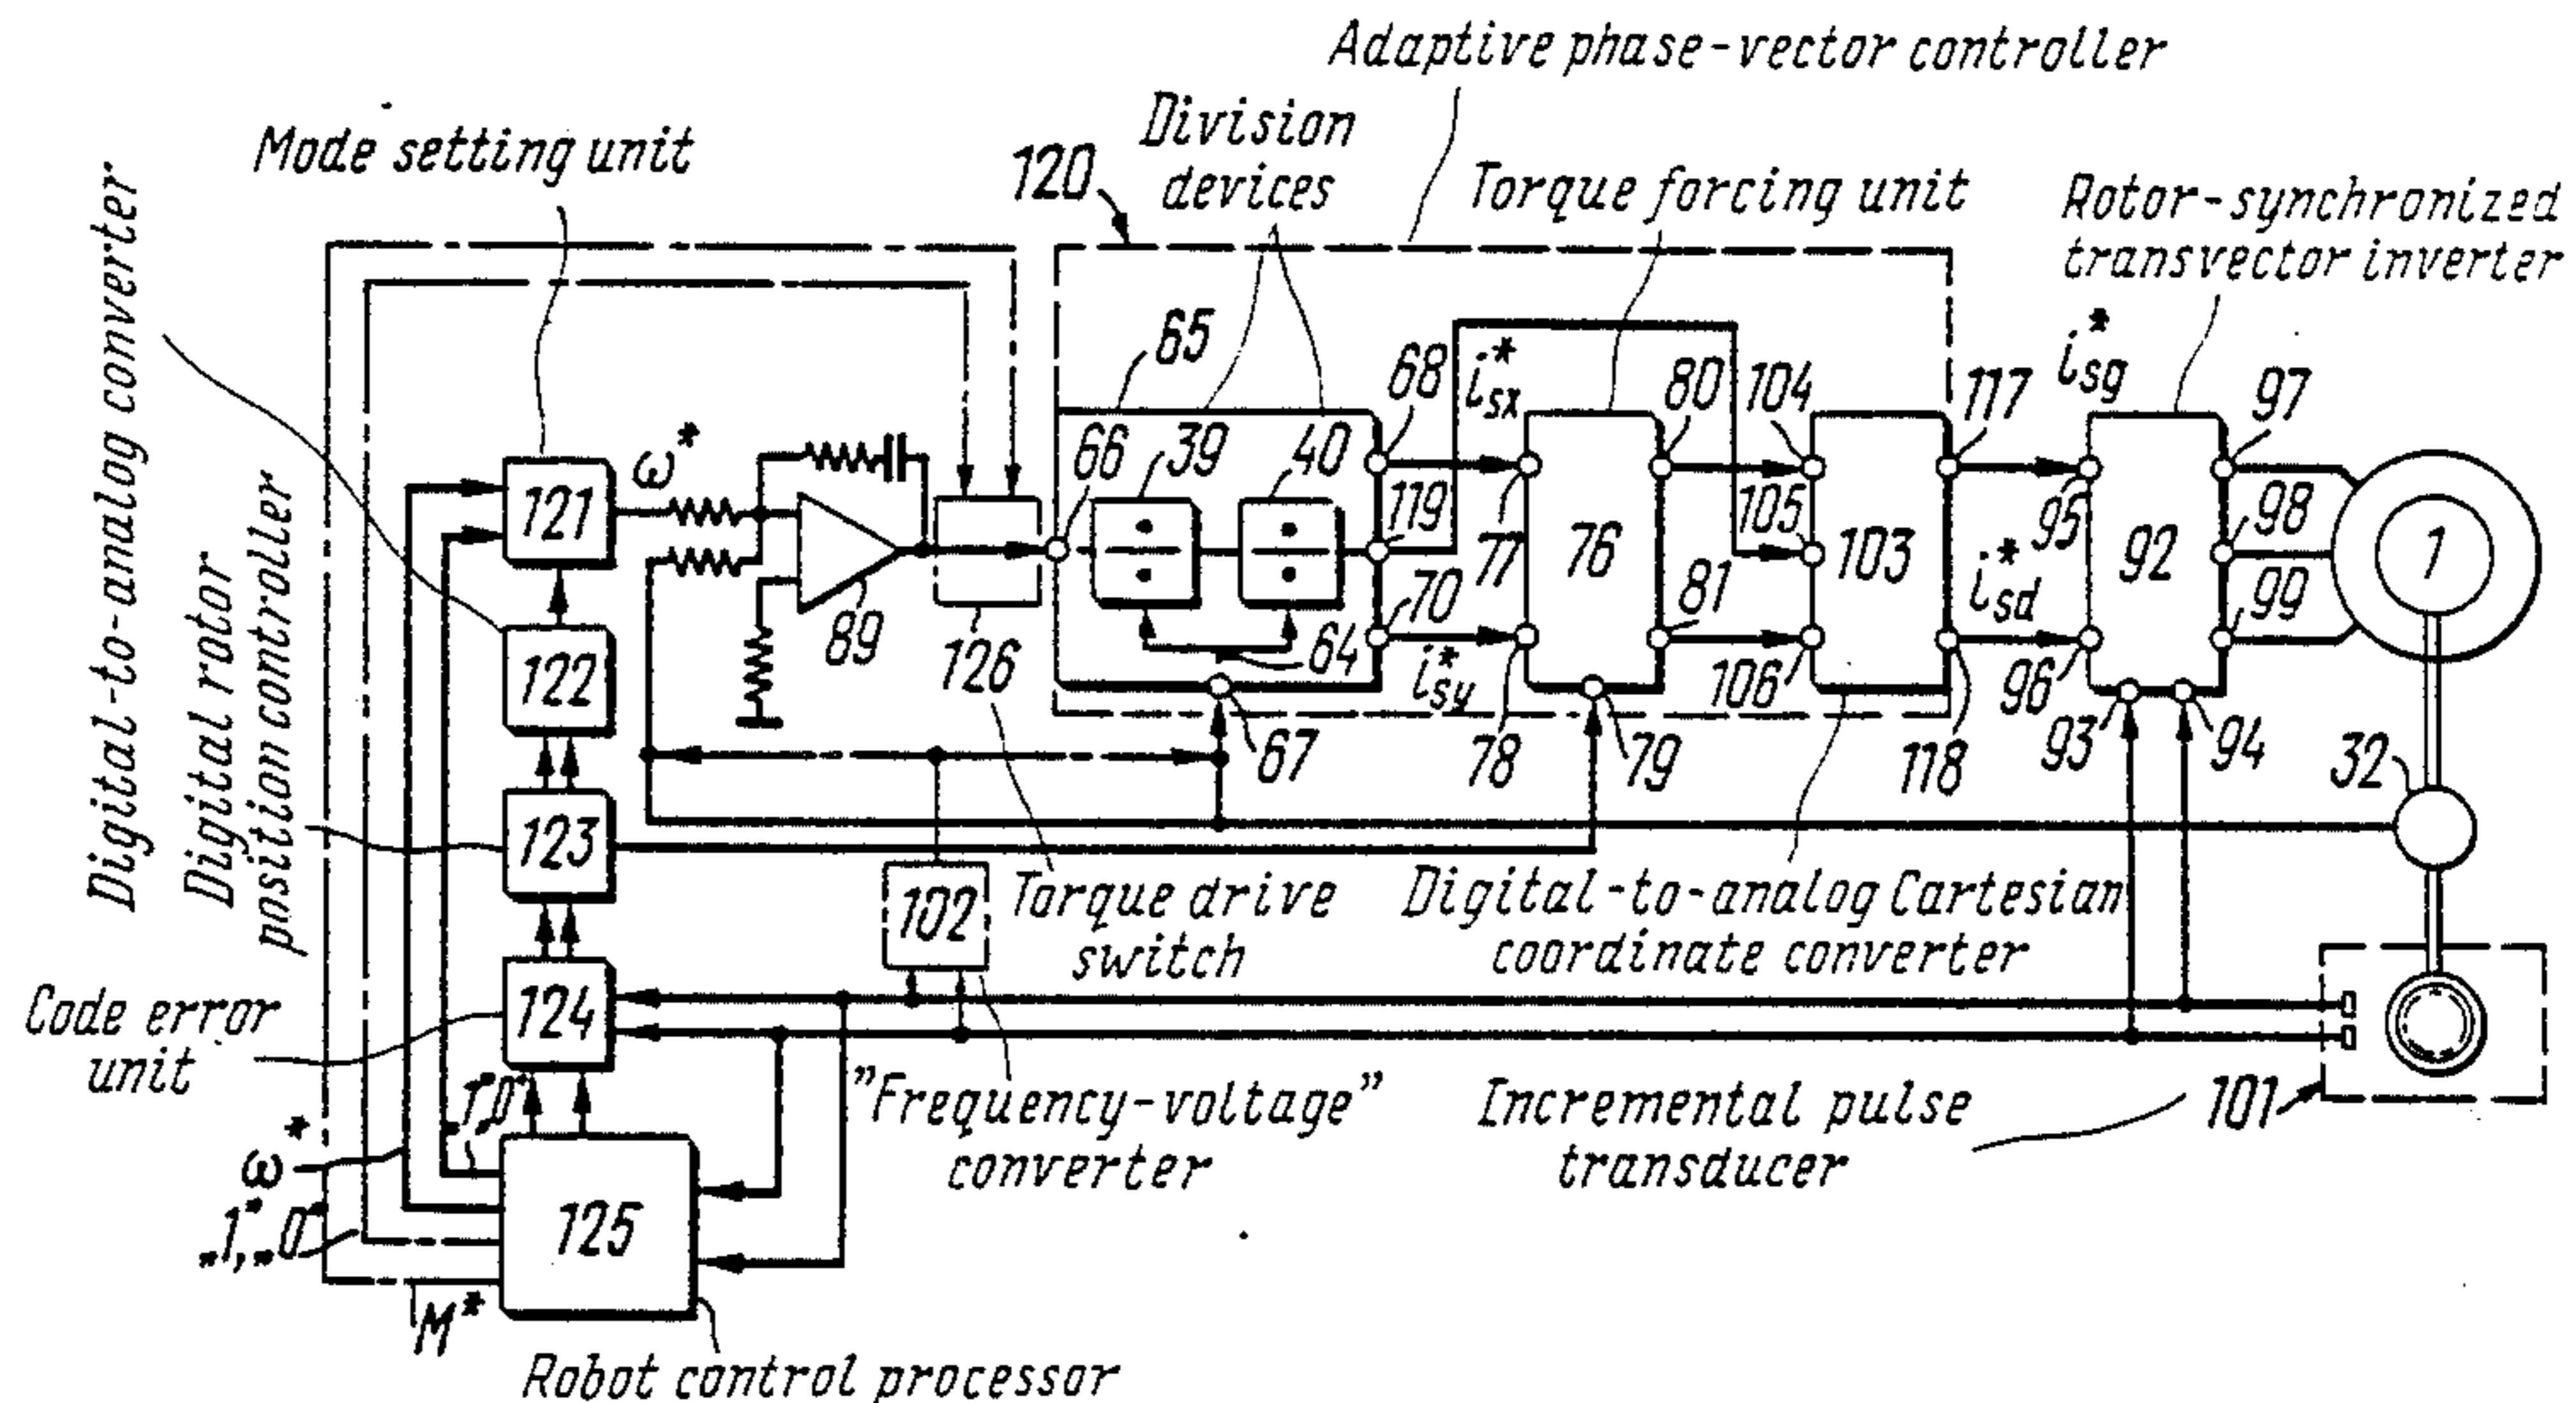 Adaptive phase-vector controller
Division
devices
Mode setting unit
120
Torque forcing unit
Rotor-synchronized
transvector inverter
Digital-to-analog converter
Digital rotor
position controller
65
68
i*sx
80
104
117
i*sg
97
66
39
40
ω*
121
119
105
95
98
77
76
103
92
1
89
70
81
i*sd
99
122
126
64
i*sy
106
96
78
67
79
118
93
94
32
123
102
Torque drive
switch
Digital-to-analog Cartesian
coordinate converter
124
Code error
unit
"1","0"
"Frequency-voltage"
converter
Incremental pulse
transducer
101
ω*
"1","0"
125
M*
Robot control processor